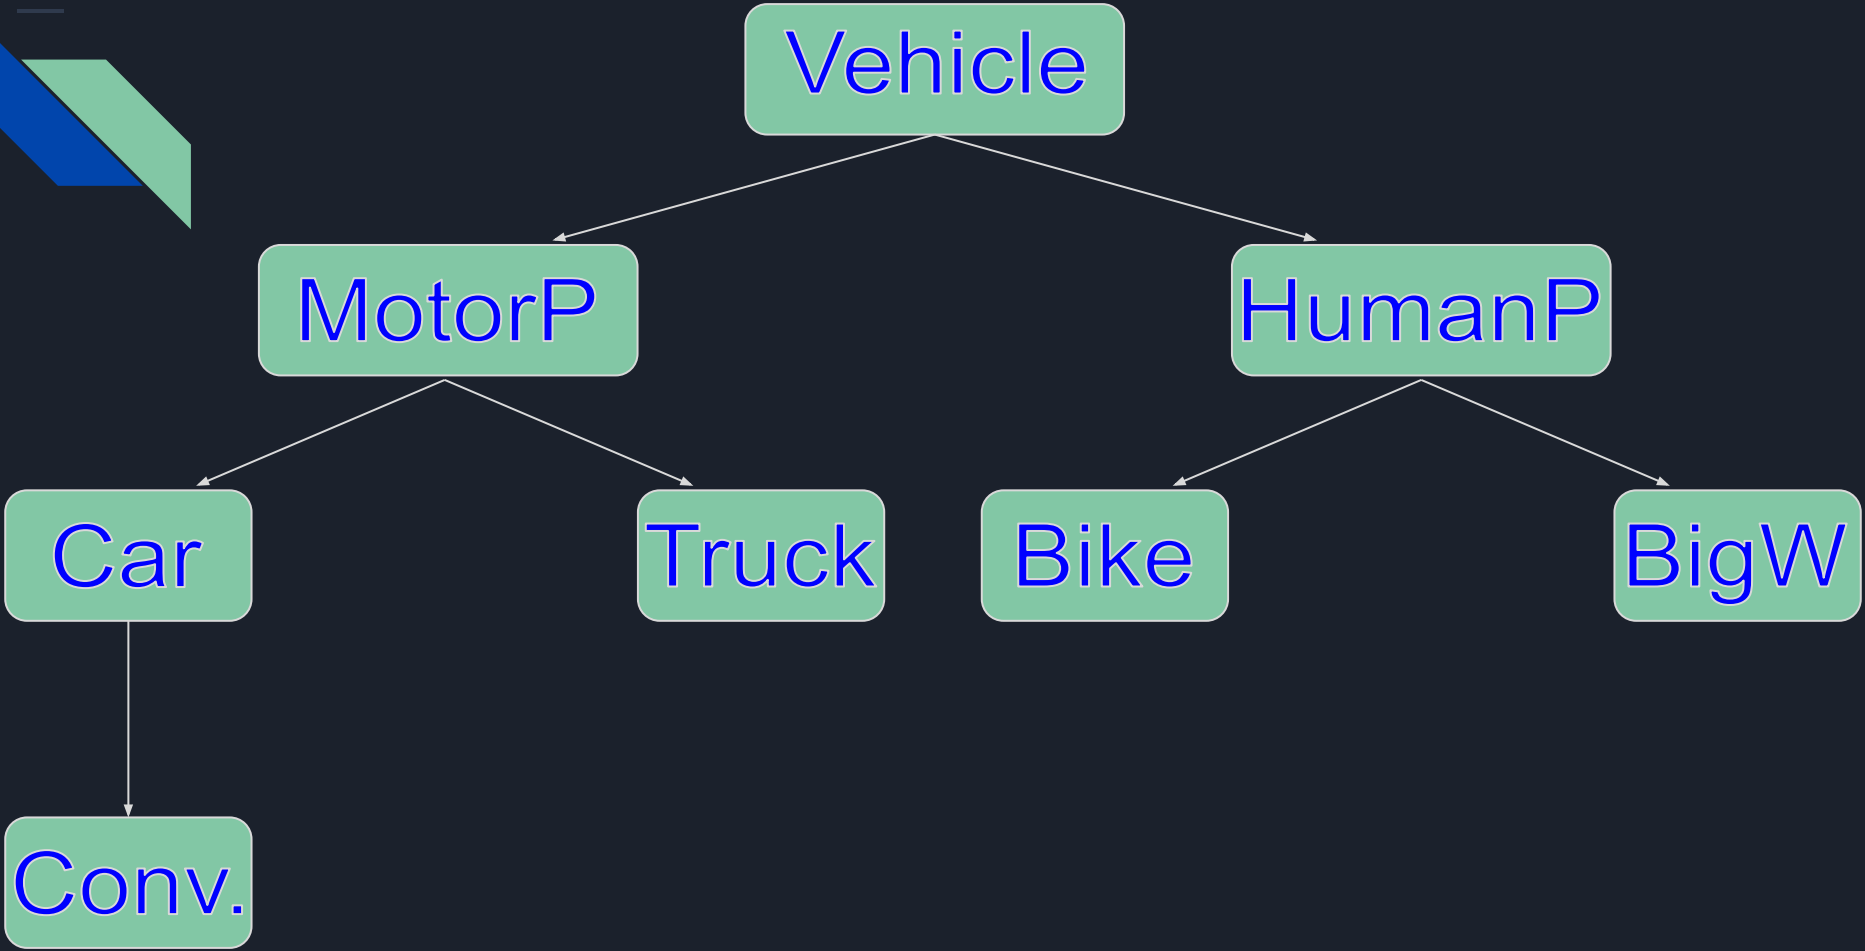 Vehicle
MotorP
HumanP
Car
Truck
Bike
BigW
Conv.